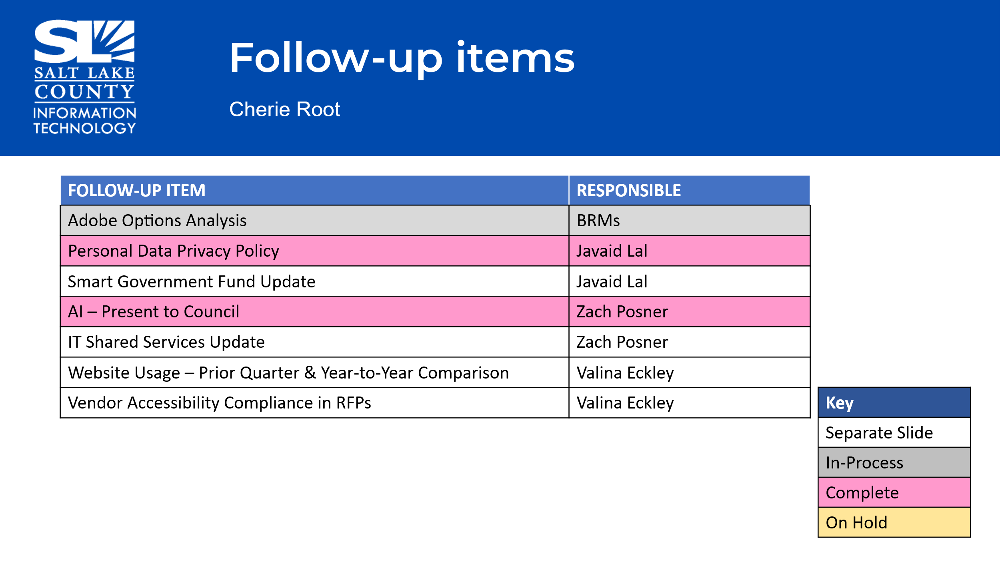 SL
SALT LAKE
COUNTY
INFORMATION
TECHNOLOGY
Follow-up items
Cherie Root
FOLLOW-UP ITEM RESPONSIBLE
Adobe Options Analysis BRMs
Personal Data Privacy Policy Javaid Lal
Smart Government Fund Update Javaid Lal
AI – Present to Council Zach Posner
IT Shared Services Update Zach Posner
Website Usage – Prior Quarter & Year-to-Year Comparison Valina Eckley
Vendor Accessibility Compliance in RFPs Valina Eckley
Key
Separate Slide
In-Process
Complete
On Hold